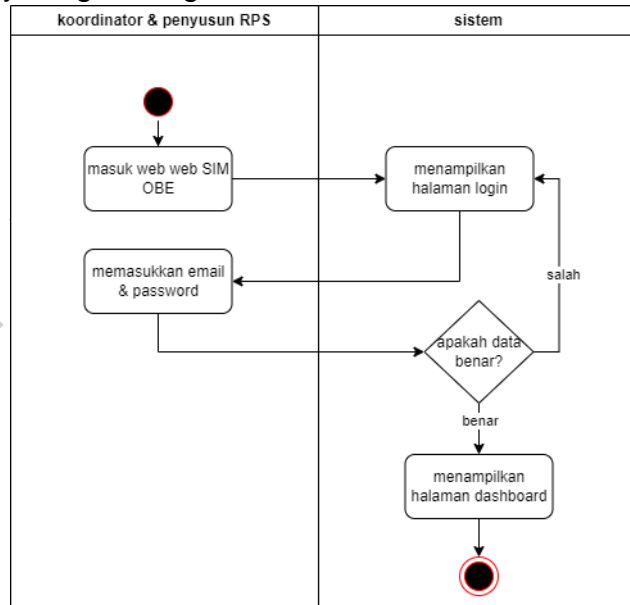 koordinator & penyusun RPS
sistem
masuk web web SIM
OBE
menampilkan
halaman login
memasukkan email
& password
salah
apakah data
benar?
benar
menampilkan
halaman dashboard